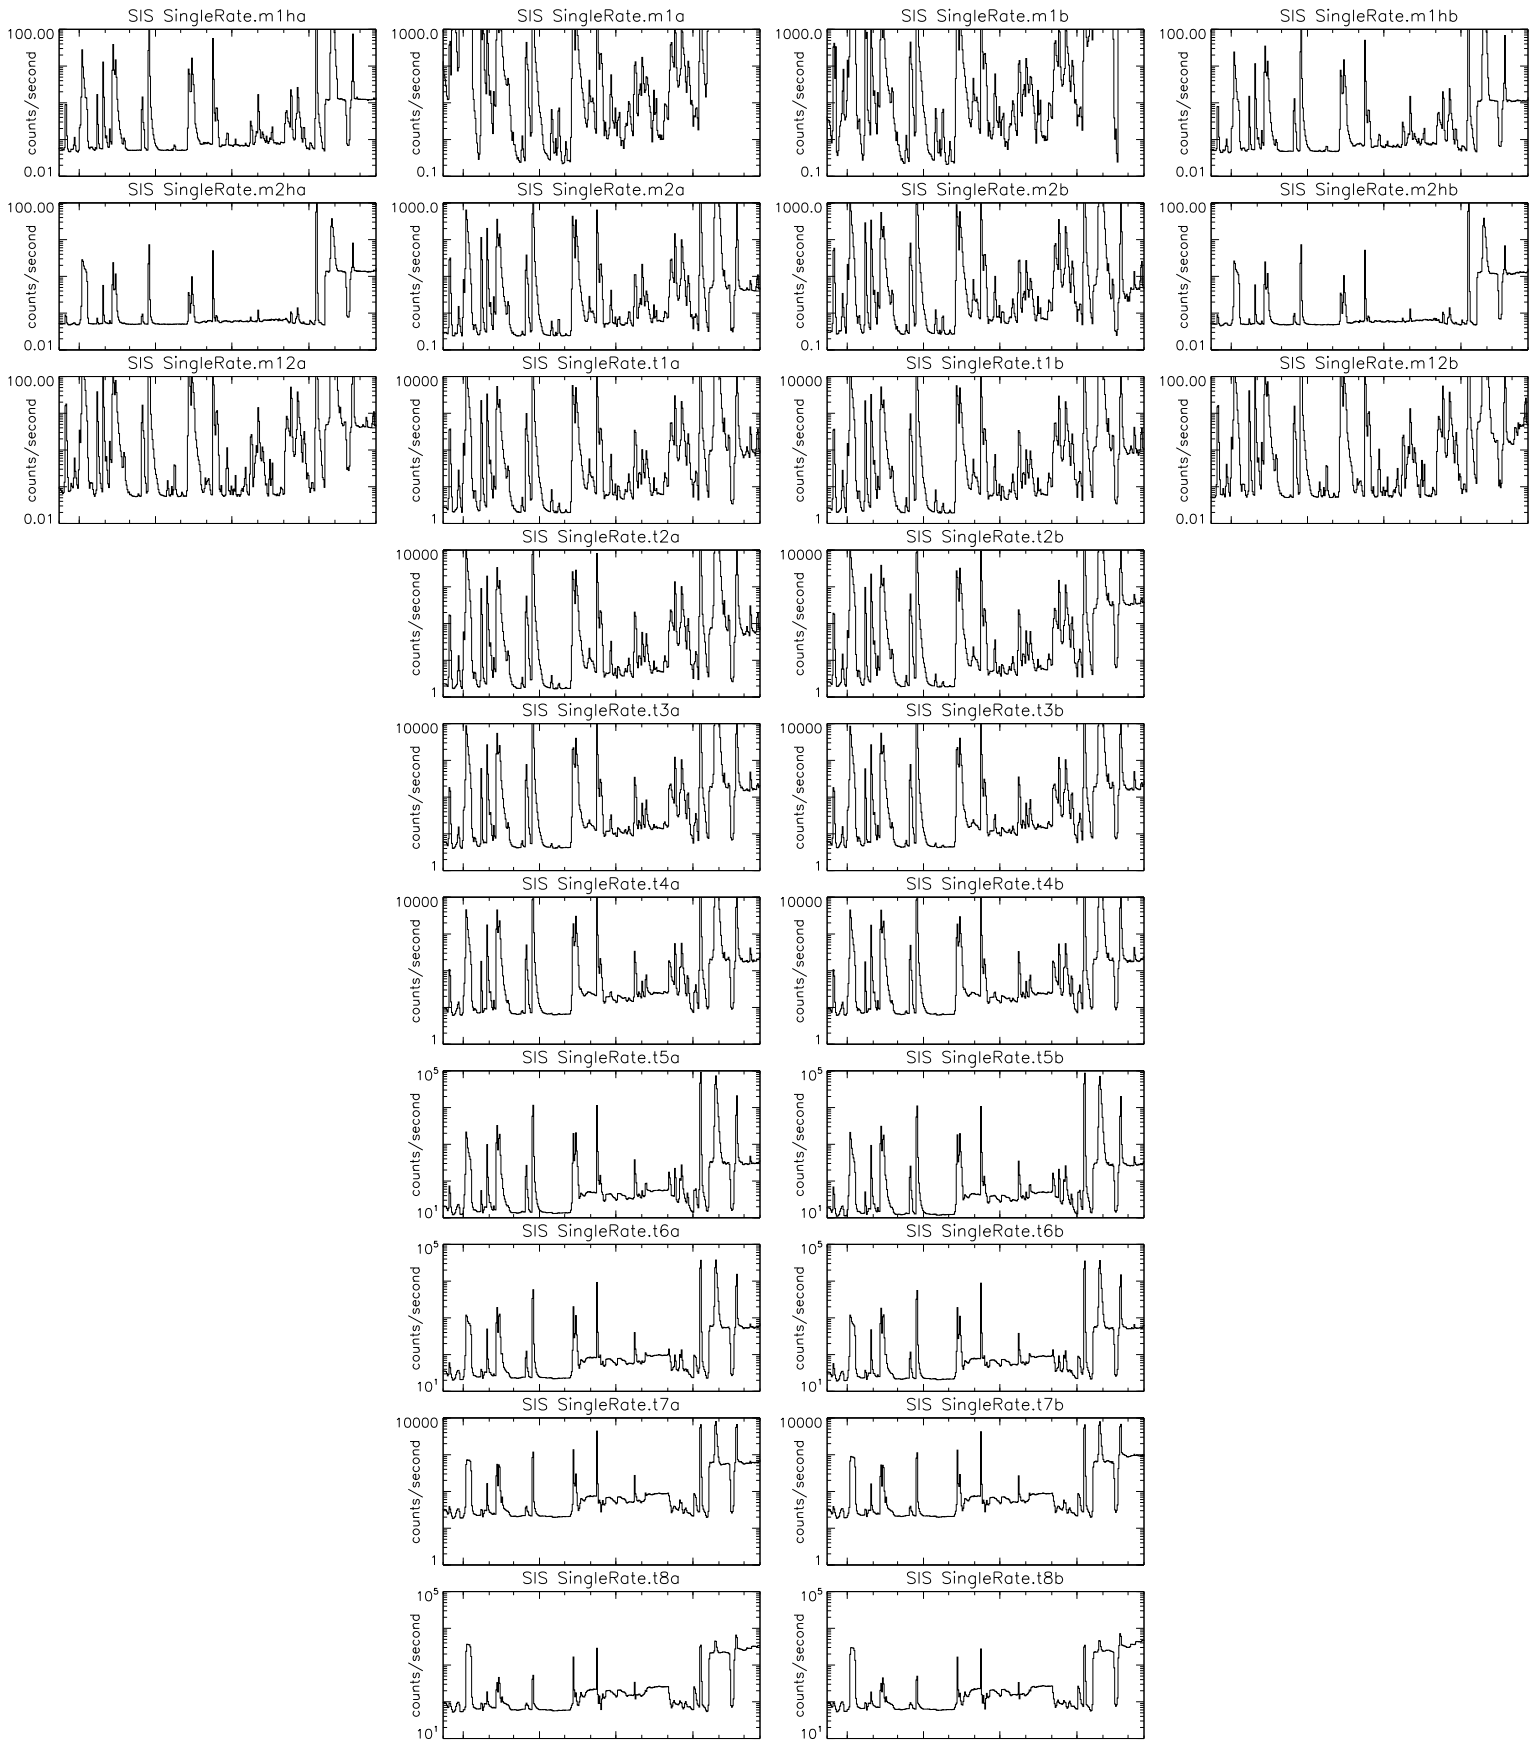 SIS SingleRate.m1ha SIS SingleRate.m1a SIS SingleRate.m1b SIS SingleRate.m1hb
100.00 1000.0 1000.0 100.00
counts/second counts/second counts/second counts/second
0.01 0.1 0.1 0.01
SIS SingleRate.m2ha SIS SingleRate.m2a SIS SingleRate.m2b SIS SingleRate.m2hb
100.00 1000.0 1000.0 100.00
counts/second counts/second counts/second counts/second
0.01 0.1 0.1 0.01
SIS SingleRate.m12a SIS SingleRate.t1a SIS SingleRate.t1b SIS SingleRate.m12b
100.00 10000 10000 100.00
counts/second counts/second counts/second counts/second
0.01 1 1 0.01
SIS SingleRate.t2a SIS SingleRate.t2b
10000 10000
counts/second counts/second
1 1
SIS SingleRate.t3a SIS SingleRate.t3b
10000 10000
counts/second counts/second
1 1
SIS SingleRate.t4a SIS SingleRate.t4b
10000 10000
counts/second counts/second
1 1
SIS SingleRate.t5a SIS SingleRate.t5b
10⁵ 10⁵
counts/second counts/second
10¹ 10¹
SIS SingleRate.t6a SIS SingleRate.t6b
10⁵ 10⁵
counts/second counts/second
10¹ 10¹
SIS SingleRate.t7a SIS SingleRate.t7b
10000 10000
counts/second counts/second
1 1
SIS SingleRate.t8a SIS SingleRate.t8b
10⁵ 10⁵
counts/second counts/second
10¹ 10¹